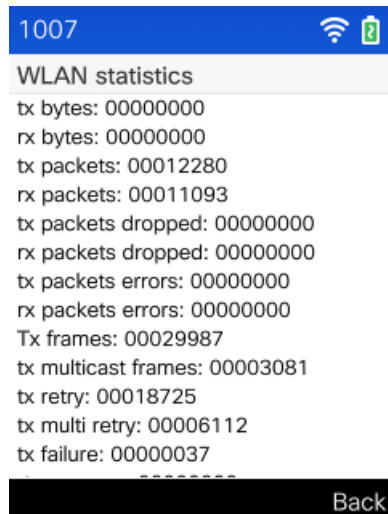 1007
WLAN statistics
tx bytes: 00000000
rx bytes: 00000000
tx packets: 00012280
rx packets: 00011093
tx packets dropped: 00000000
rx packets dropped: 00000000
tx packets errors: 00000000
rx packets errors: 00000000
Tx frames: 00029987
tx multicast frames: 00003081
tx retry: 00018725
tx multi retry: 00006112
tx failure: 00000037
Back